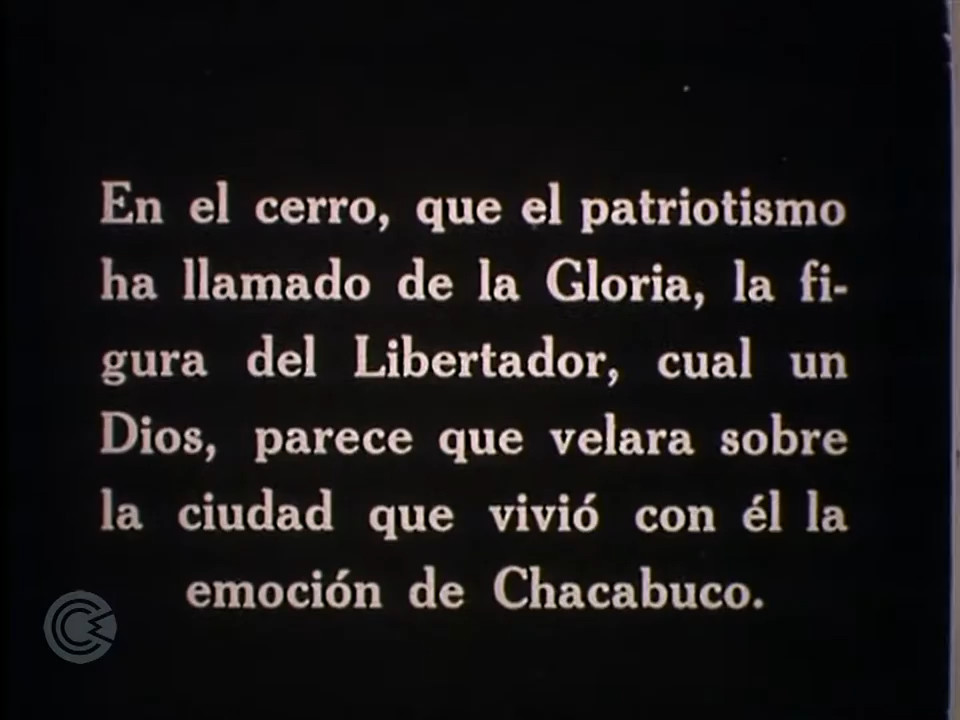 En el cerro, que el patriotismo
ha llamado de la Gloria, la fi-
gura del Libertador, cual un
Dios, parece que velara sobre
la ciudad que vivió con él la
emoción de Chacabuco.